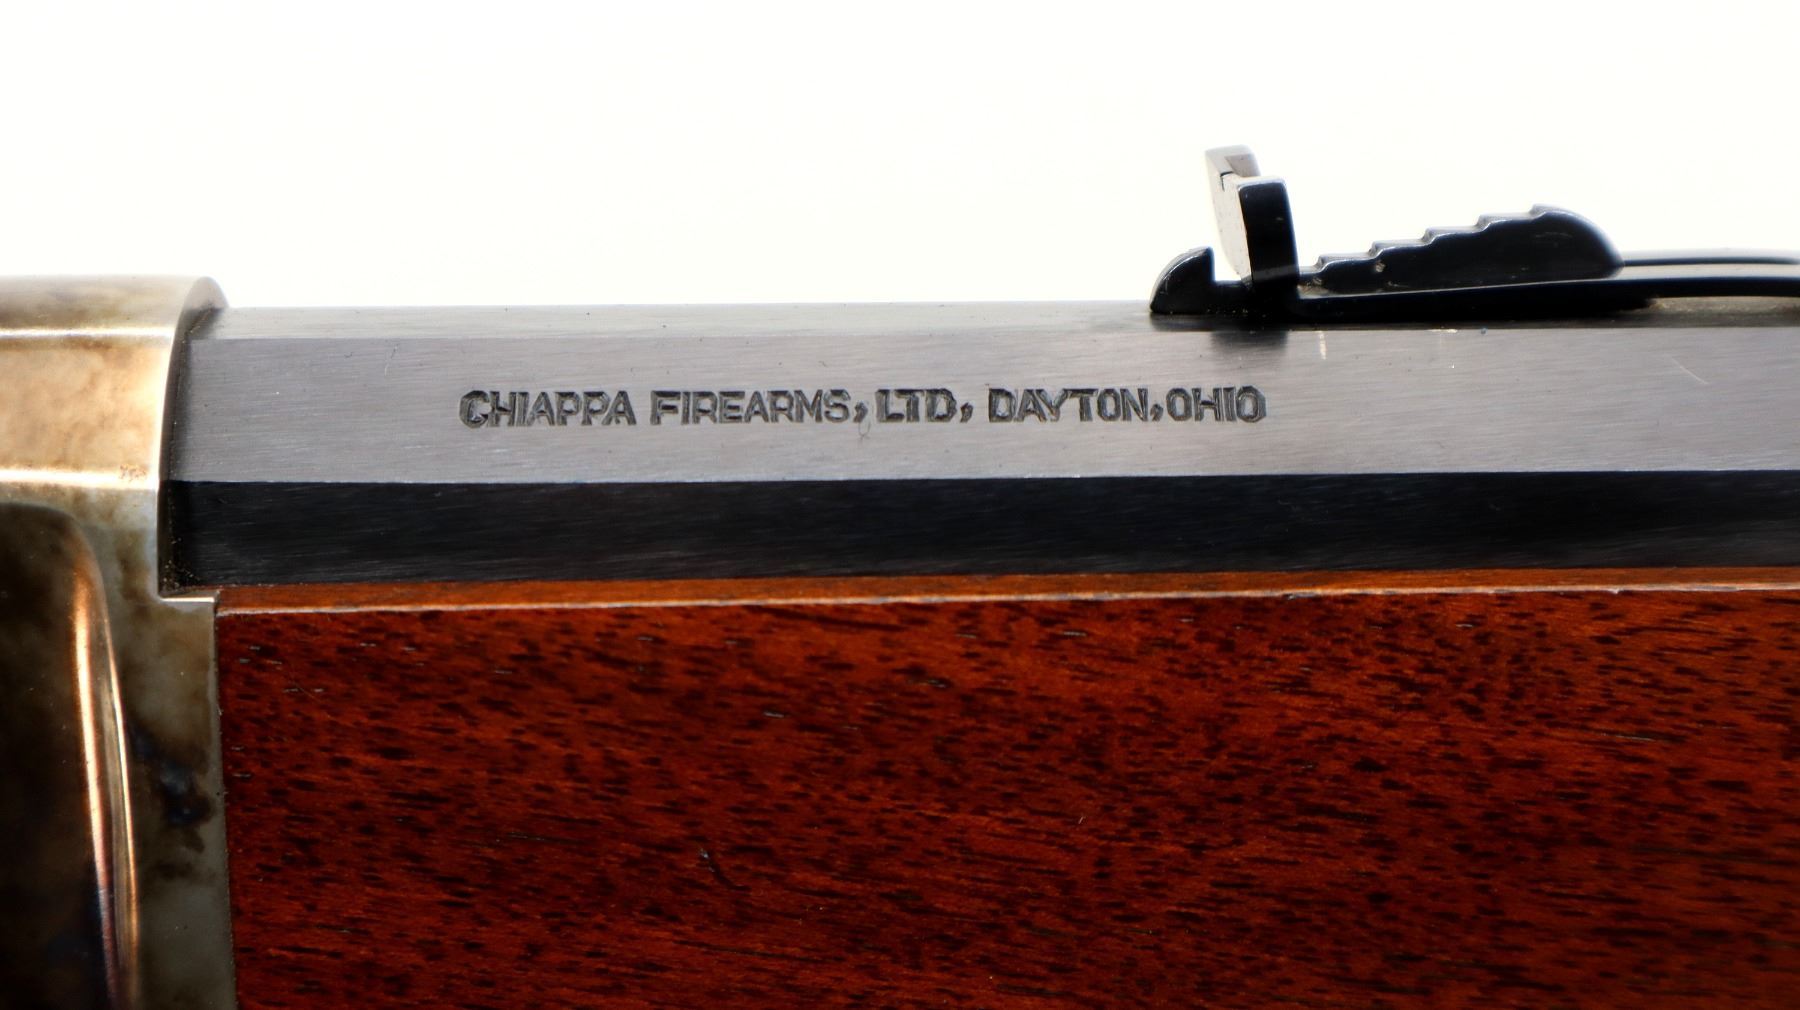 CHIAPPA FIREARMS, LTD, DAYTON, OHIO